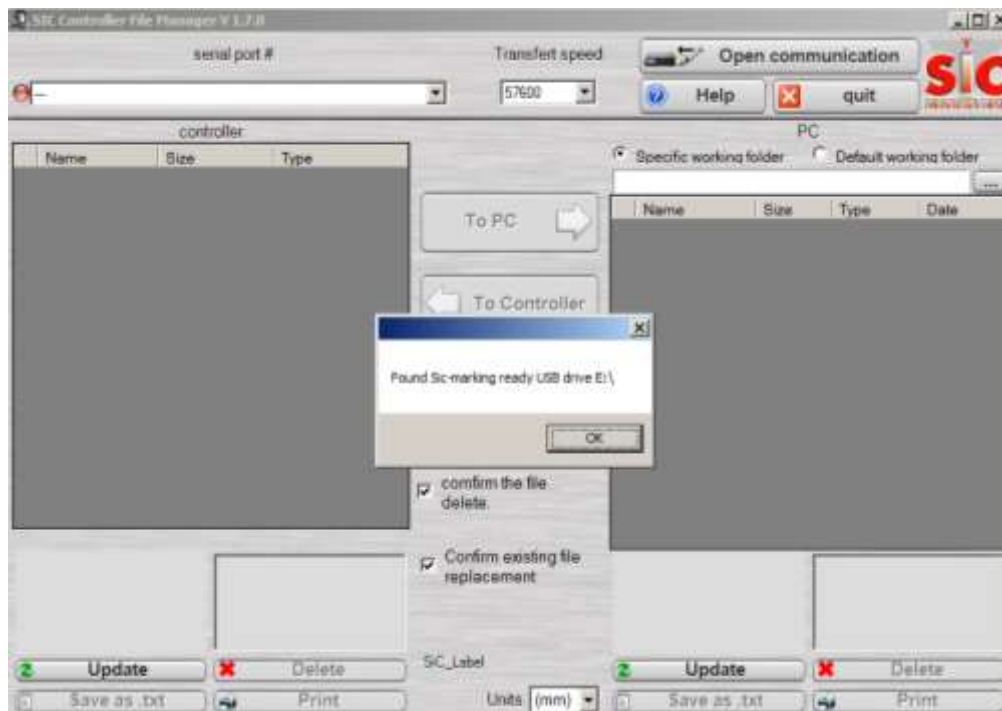 SIC Controller File Manager V 1.7.0
serial port #
Transfert speed
Open communication
---
57600
Help
quit
SiC
controller
PC
Name Size Type
Specific working folder
Default working folder
...
Name Size Type Date
To PC
To Controller
Found Sic-marking ready USB drive E:\
OK
comfirm the file
delete.
Confirm existing file
replacement
SiC_Label
Update
Delete
Update
Delete
Save as .txt
Print
Units (mm)
Save as .txt
Print